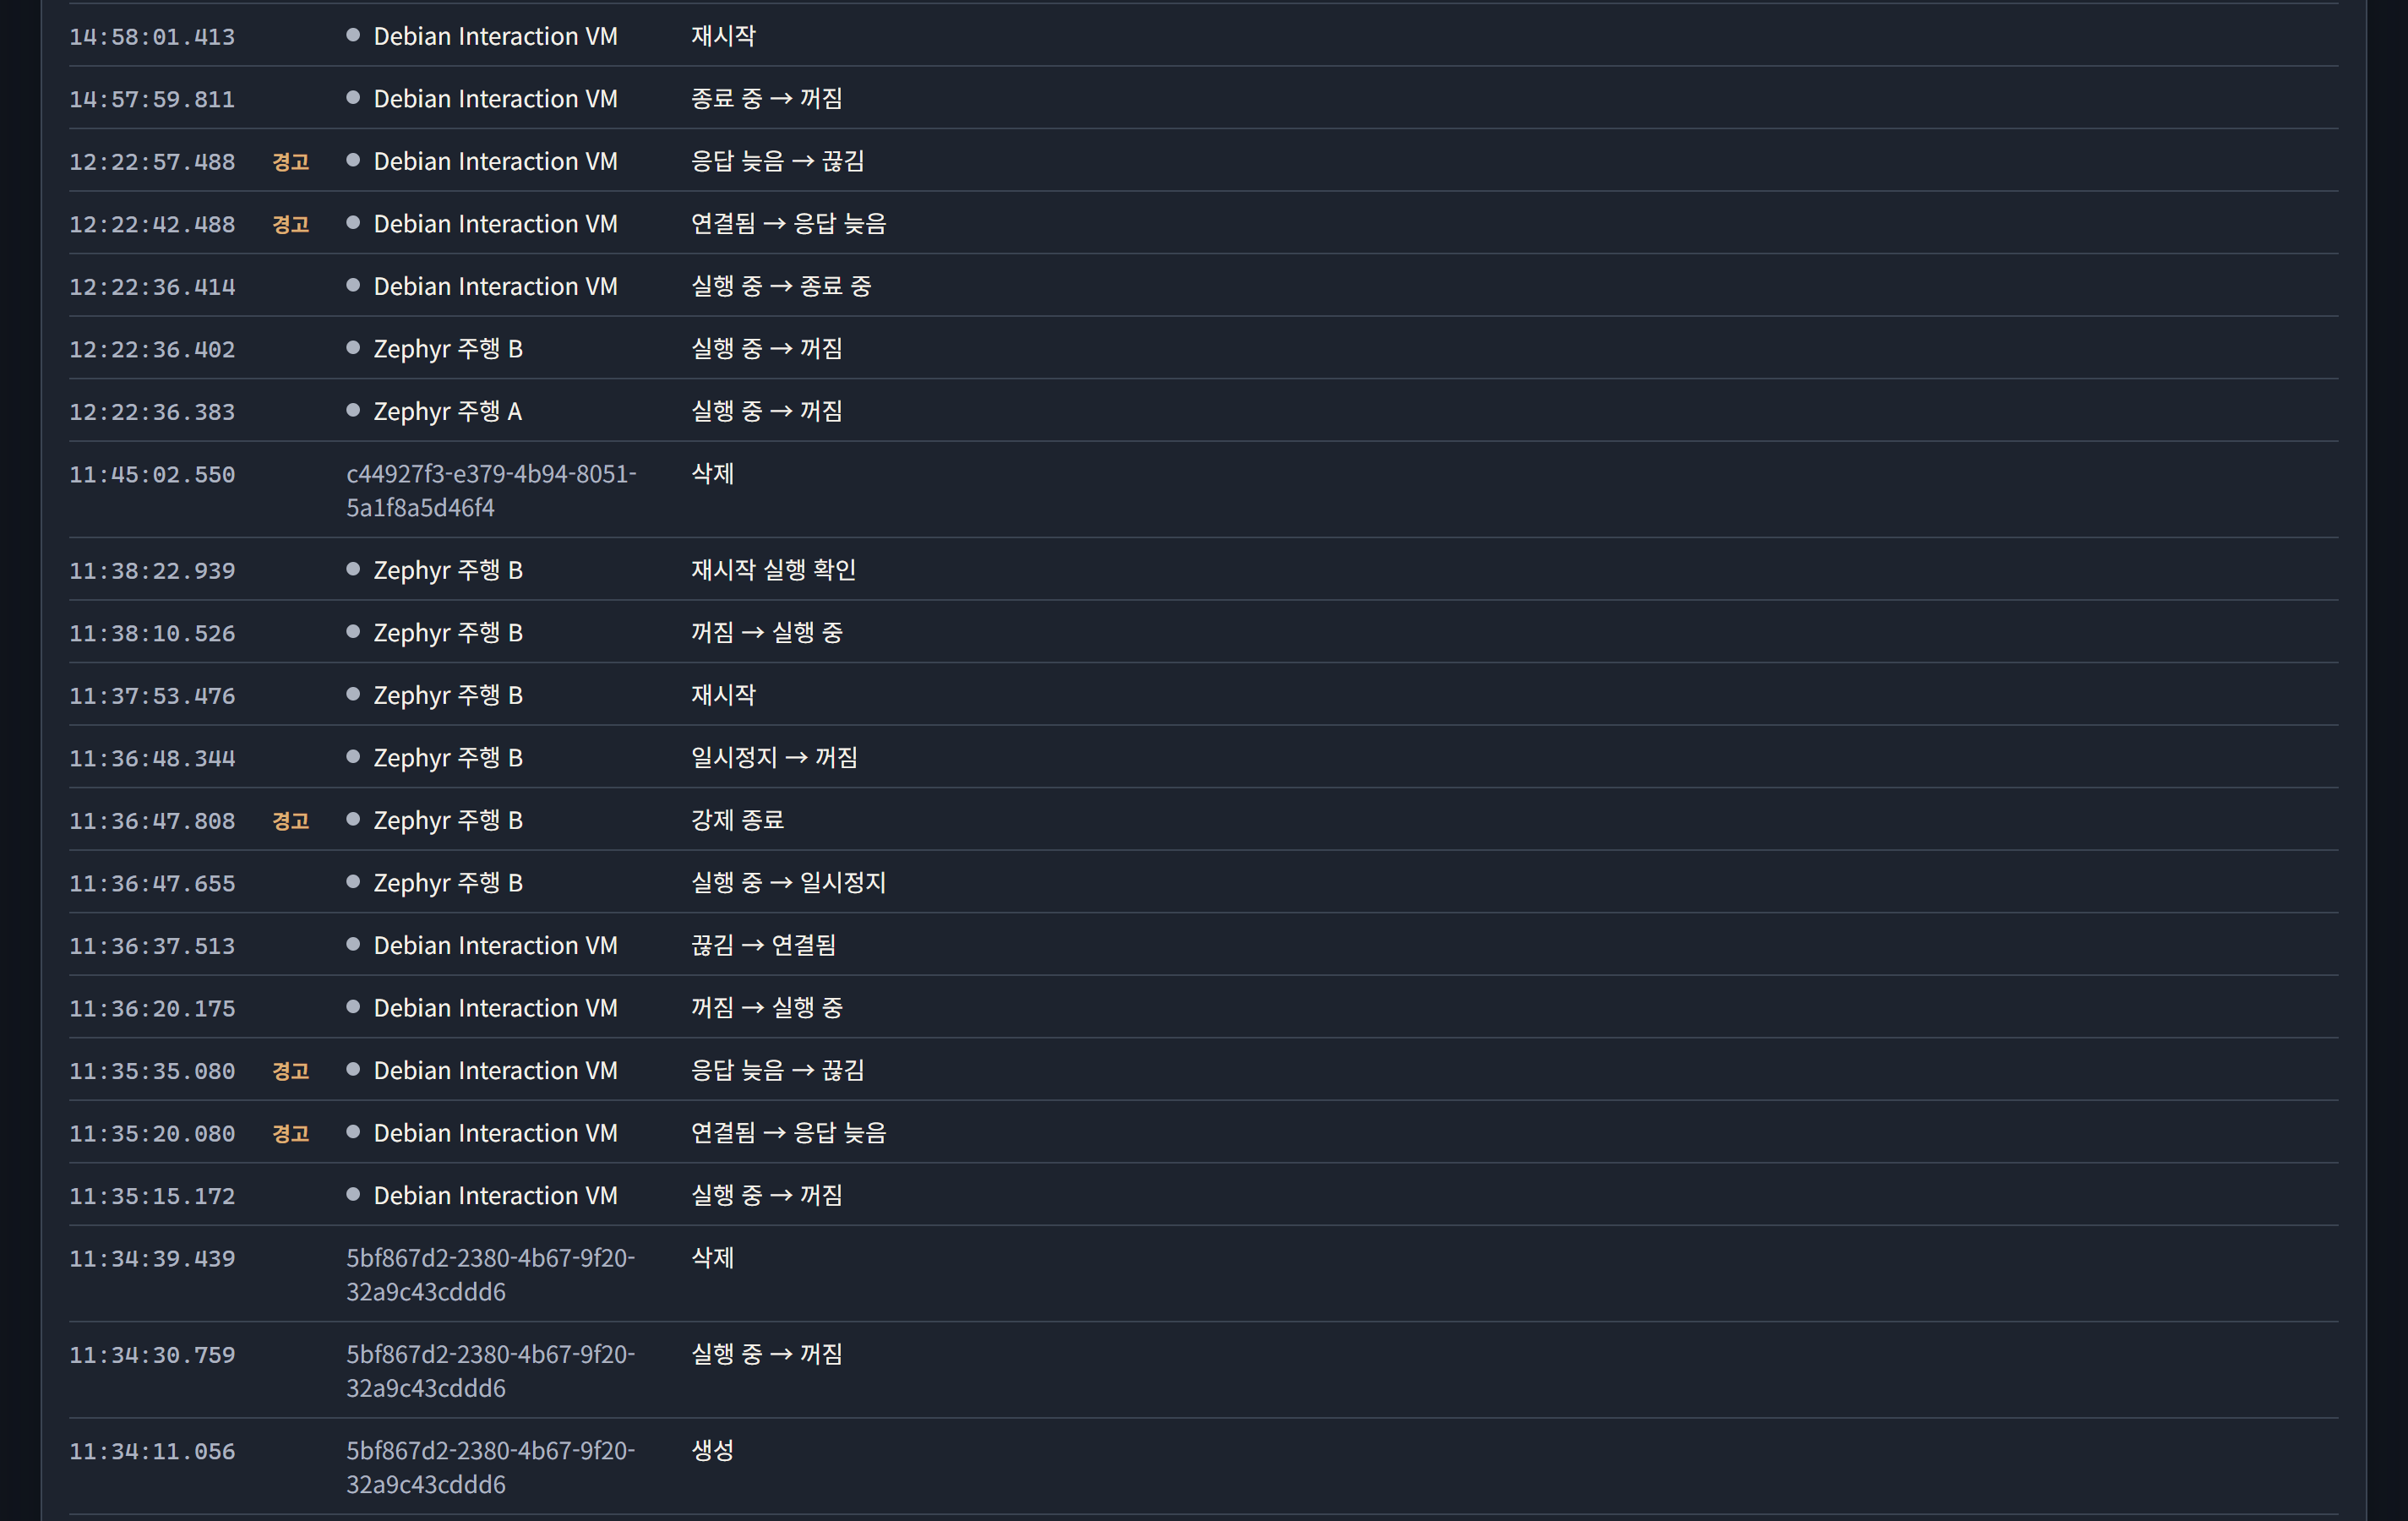 14:58:01.413 Debian Interaction VM 재시작
14:57:59.811 Debian Interaction VM 종료 중 → 꺼짐
12:22:57.488 경고 Debian Interaction VM 응답 늦음 → 끊김
12:22:42.488 경고 Debian Interaction VM 연결됨 → 응답 늦음
12:22:36.414 Debian Interaction VM 실행 중 → 종료 중
12:22:36.402 Zephyr 주행 B 실행 중 → 꺼짐
12:22:36.383 Zephyr 주행 A 실행 중 → 꺼짐
11:45:02.550 c44927f3-e379-4b94-8051- 삭제
5a1f8a5d46f4
11:38:22.939 Zephyr 주행 B 재시작 실행 확인
11:38:10.526 Zephyr 주행 B 꺼짐 → 실행 중
11:37:53.476 Zephyr 주행 B 재시작
11:36:48.344 Zephyr 주행 B 일시정지 → 꺼짐
11:36:47.808 경고 Zephyr 주행 B 강제 종료
11:36:47.655 Zephyr 주행 B 실행 중 → 일시정지
11:36:37.513 Debian Interaction VM 끊김 → 연결됨
11:36:20.175 Debian Interaction VM 꺼짐 → 실행 중
11:35:35.080 경고 Debian Interaction VM 응답 늦음 → 끊김
11:35:20.080 경고 Debian Interaction VM 연결됨 → 응답 늦음
11:35:15.172 Debian Interaction VM 실행 중 → 꺼짐
11:34:39.439 5bf867d2-2380-4b67-9f20- 삭제
32a9c43cddd6
11:34:30.759 5bf867d2-2380-4b67-9f20- 실행 중 → 꺼짐
32a9c43cddd6
11:34:11.056 5bf867d2-2380-4b67-9f20- 생성
32a9c43cddd6